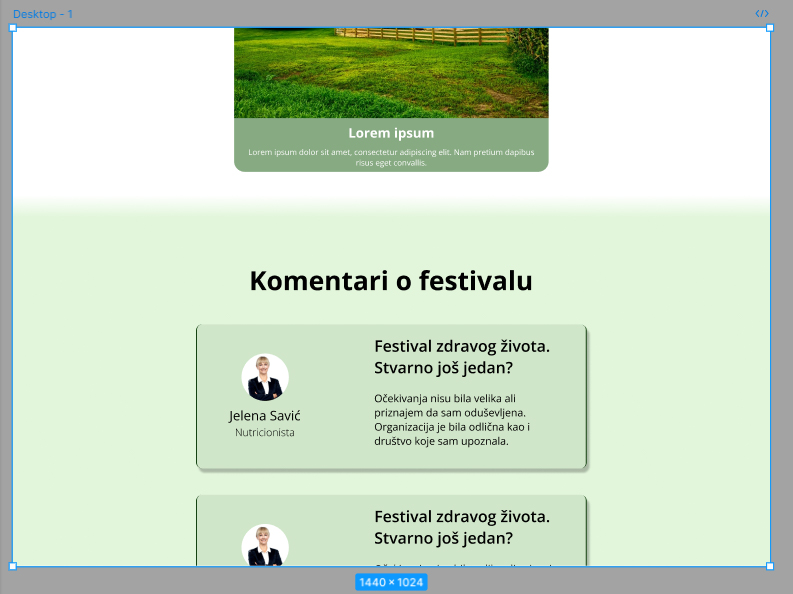 Desktop - 1
Lorem ipsum
Lorem ipsum dolor sit amet, consectetur adipiscing elit. Nam pretium dapibus
risus eget convallis.
Komentari o festivalu
Festival zdravog života.
Stvarno još jedan?
Očekivanja nisu bila velika ali
priznajem da sam oduševljena.
Organizacija je bila odlična kao i
društvo koje sam upoznala.
Jelena Savić
Nutricionista
Festival zdravog života.
Stvarno još jedan?
1440 × 1024